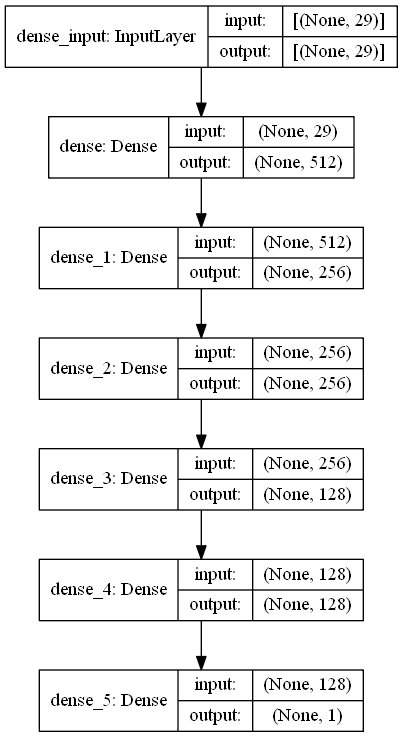 dense_input: InputLayer
input: [(None, 29)]
output: [(None, 29)]
dense: Dense
input: (None, 29)
output: (None, 512)
dense_1: Dense
input: (None, 512)
output: (None, 256)
dense_2: Dense
input: (None, 256)
output: (None, 256)
dense_3: Dense
input: (None, 256)
output: (None, 128)
dense_4: Dense
input: (None, 128)
output: (None, 128)
dense_5: Dense
input: (None, 128)
output: (None, 1)